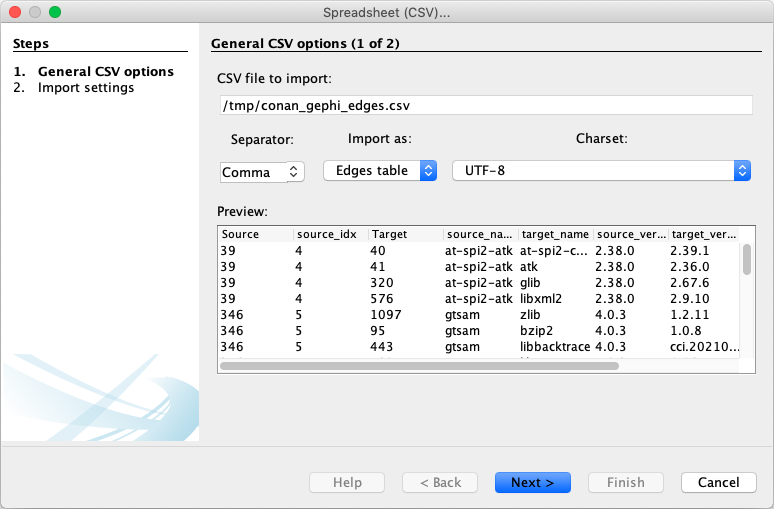 Spreadsheet (CSV)...
Steps
1. General CSV options
2. Import settings
General CSV options (1 of 2)
CSV file to import:
/tmp/conan_gephi_edges.csv
Separator: Import as: Charset:
Comma Edges table UTF-8
Preview:
Source source_idx Target source_na... target_name source_ver... target_ver...
39 4 40 at-spi2-atk at-spi2-c... 2.38.0 2.39.1
39 4 41 at-spi2-atk atk 2.38.0 2.36.0
39 4 320 at-spi2-atk glib 2.38.0 2.67.6
39 4 576 at-spi2-atk libxml2 2.38.0 2.9.10
346 5 1097 gtsam zlib 4.0.3 1.2.11
346 5 95 gtsam bzip2 4.0.3 1.0.8
346 5 443 gtsam libbacktrace 4.0.3 cci.20210...
Help < Back Next > Finish Cancel